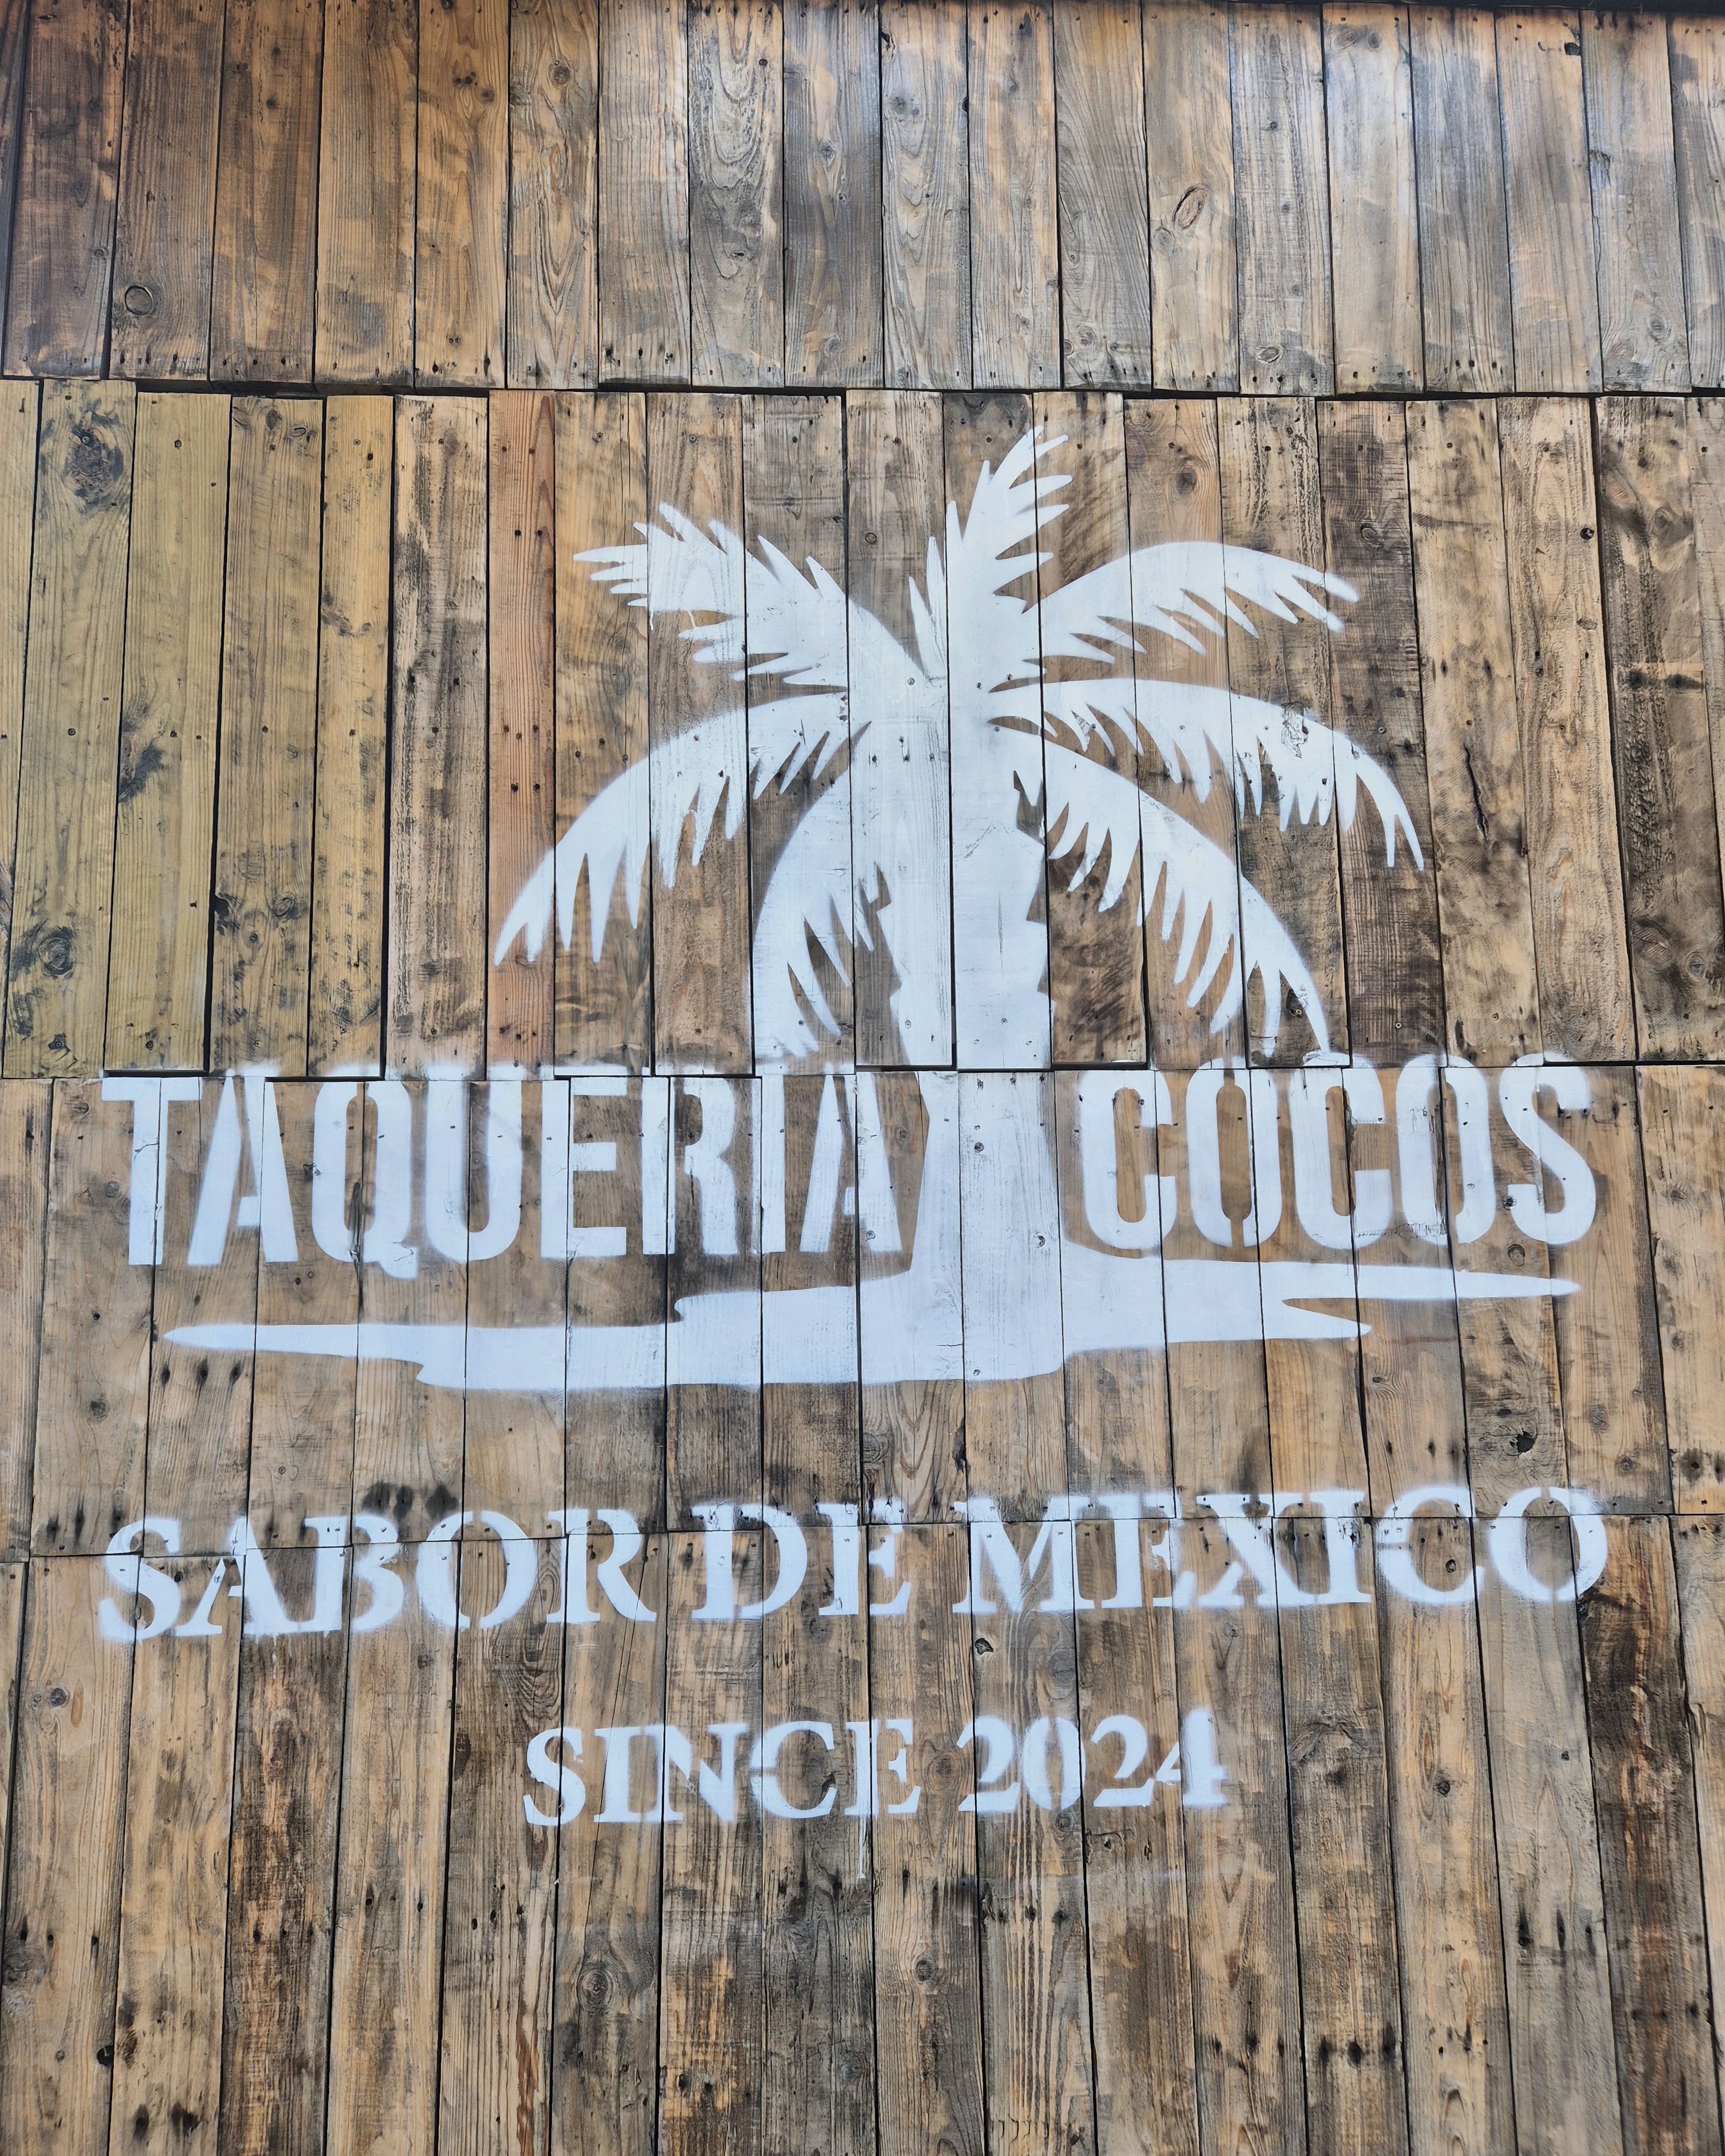 TAQUERIA COCOS
SABOR DE MEXICO
SINCE 2024